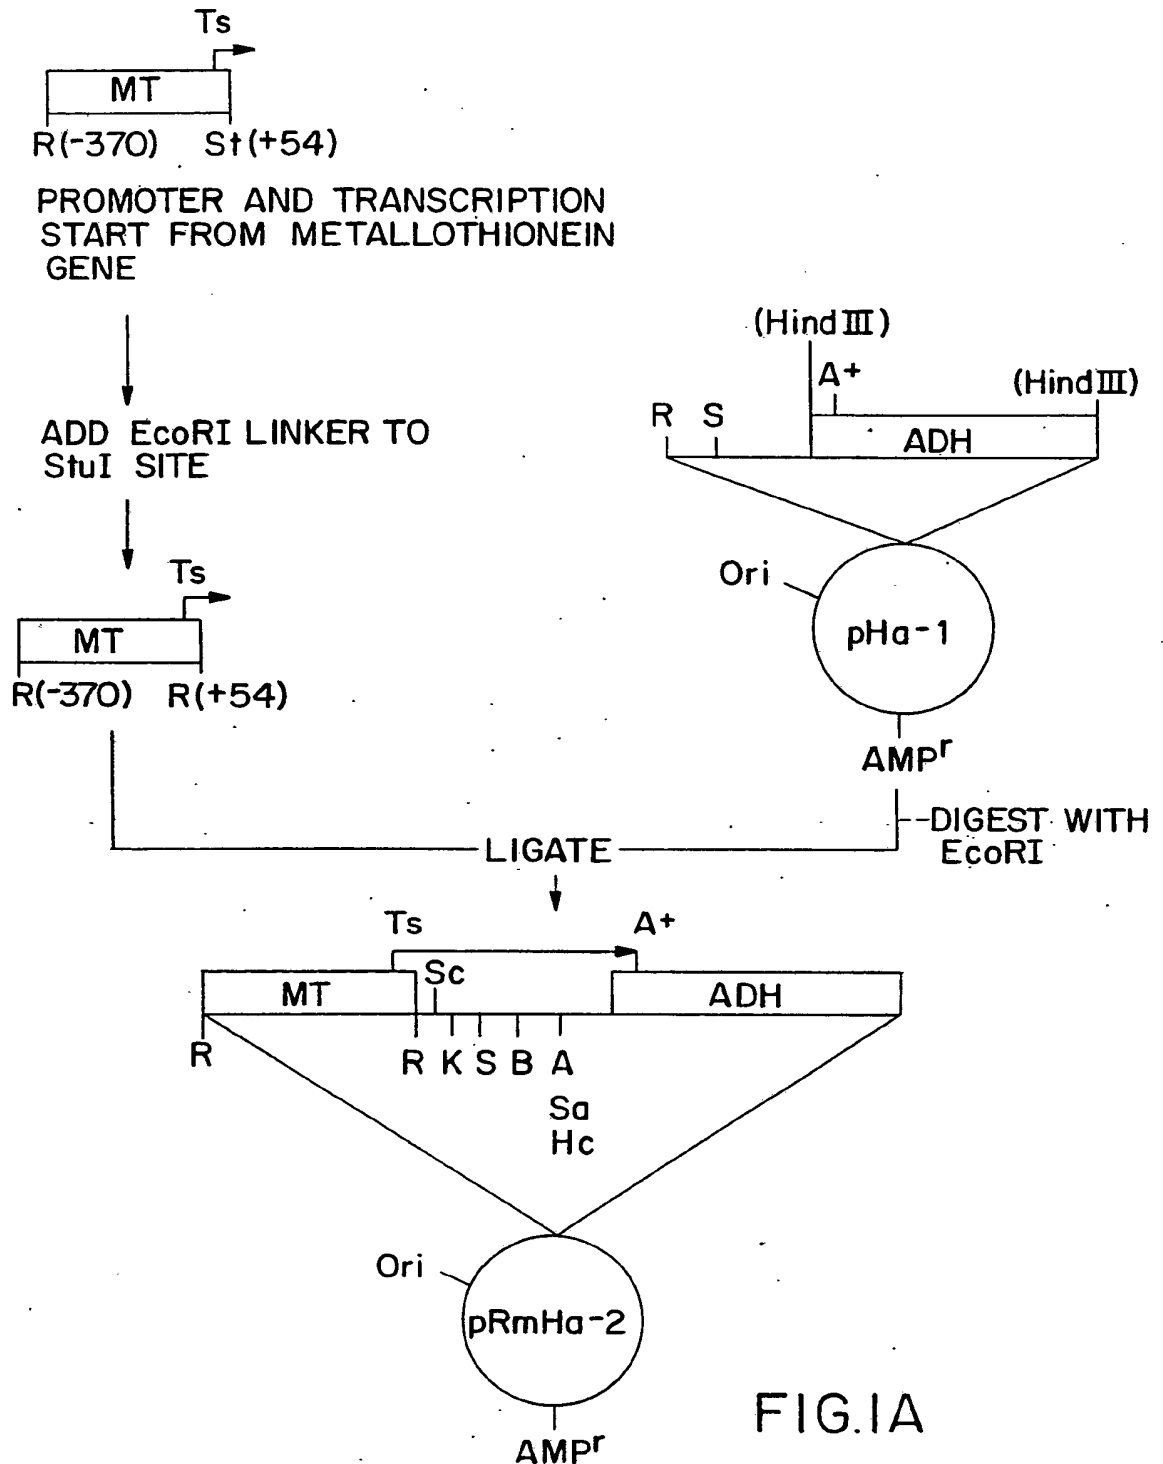 Ts
MT
R(-370) St(+54)
PROMOTER AND TRANSCRIPTION
START FROM METALLOTHIONEIN
GENE
ADD EcoRI LINKER TO
StuI SITE
Ts
MT
R(-370) R(+54)
(Hind III)
A+
(Hind III)
R S
ADH
Ori
pHa-1
AMPr
DIGEST WITH
EcoRI
LIGATE
Ts A+
Sc
MT ADH
R
R K S B A
Sa
Hc
Ori
pRmHa-2
AMPr
FIG.1A